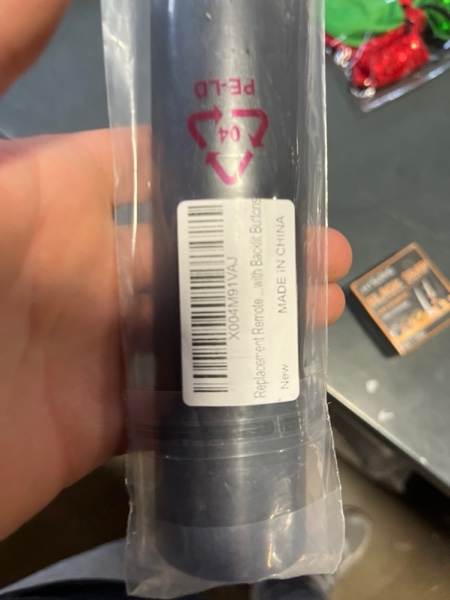 PE-LD
04
X004M91VAJ
Replacement Remote ...with Backlit Buttons
New
MADE IN CHINA